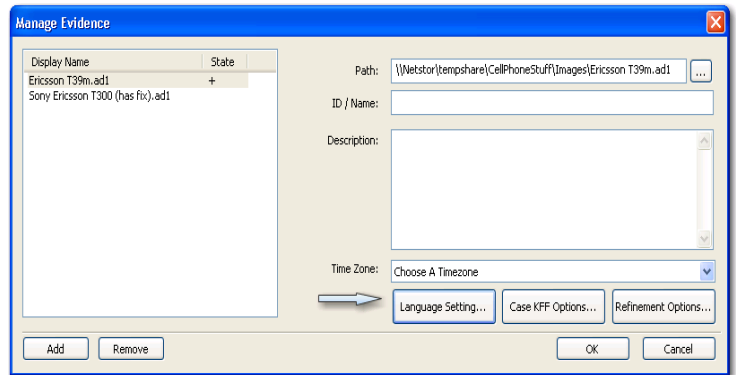 Manage Evidence
Display Name State
Ericsson T39m.ad1 +
Sony Ericsson T300 (has fix).ad1
Path: \\Netstor\tempshare\CellPhoneStuff\Images\Ericsson T39m.ad1 ...
ID / Name:
Description:
Time Zone: Choose A Timezone
Language Setting... Case KFF Options... Refinement Options...
Add Remove OK Cancel